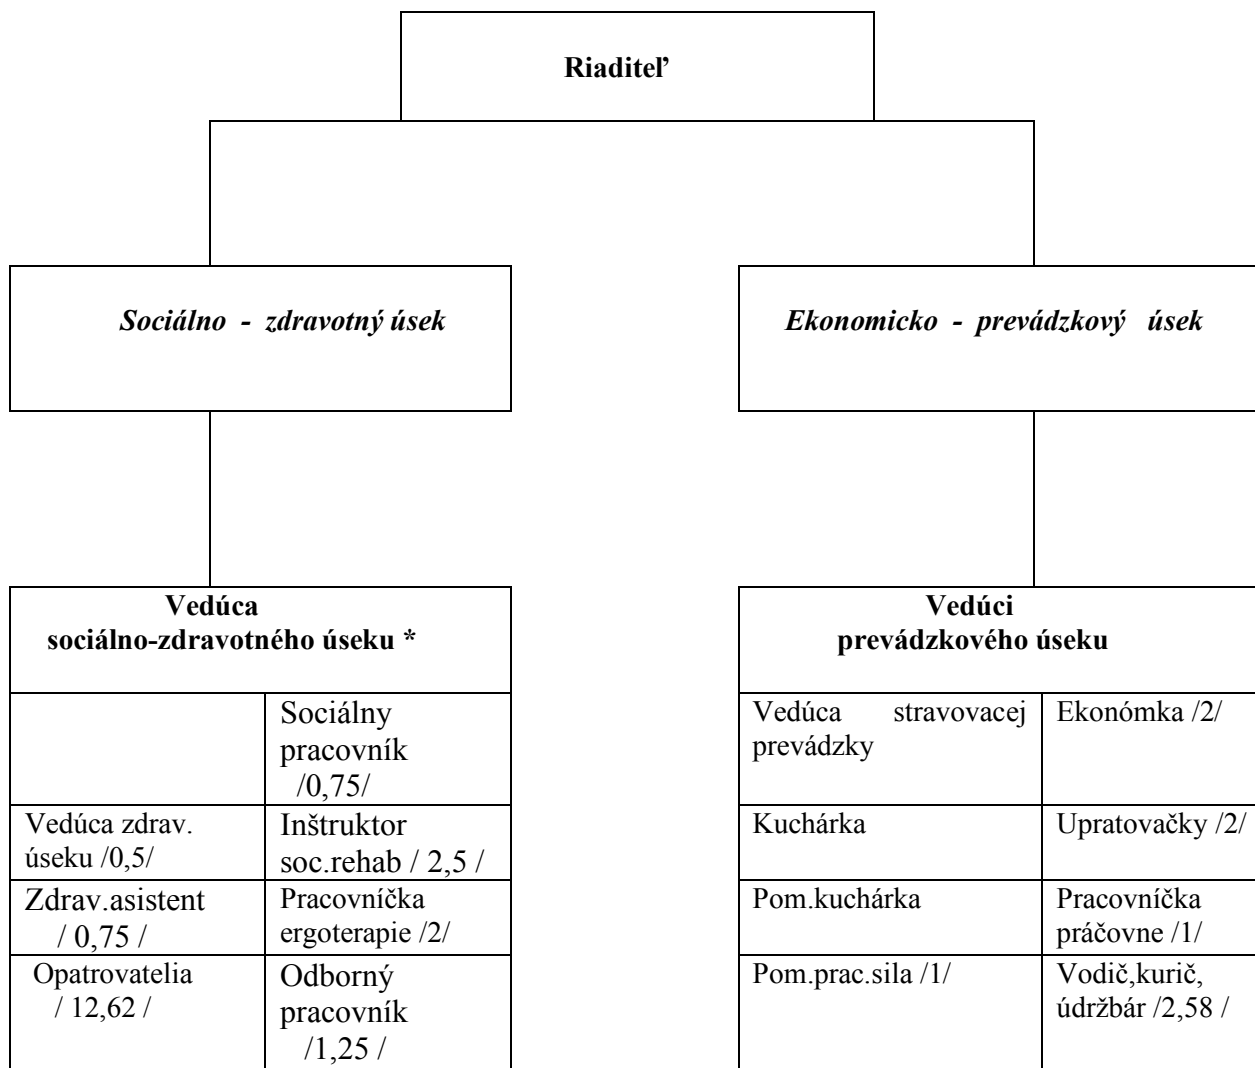 Riaditeľ
Sociálno - zdravotný úsek
Ekonomicko - prevádzkový úsek
Vedúca
sociálno-zdravotného úseku *
Sociálny
pracovník
/0,75/
Vedúca zdrav.
úseku /0,5/
Inštruktor
soc.rehab / 2,5 /
Zdrav.asistent
/ 0,75 /
Pracovníčka
ergoterapie /2/
Opatrovatelia
/ 12,62 /
Odborný
pracovník
/1,25 /
Vedúci
prevádzkového úseku
Vedúca stravovacej
prevádzky
Ekonómka /2/
Kuchárka
Upratovačky /2/
Pom.kuchárka
Pracovníčka
práčovne /1/
Pom.prac.sila /1/
Vodič,kurič,
údržbár /2,58 /